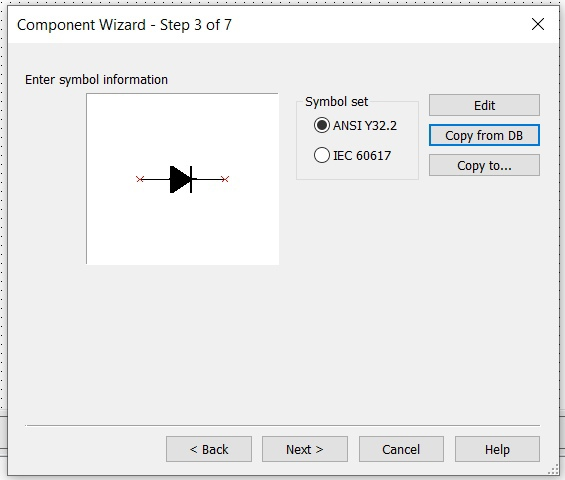 Component Wizard - Step 3 of 7
Enter symbol information
Symbol set
ANSI Y32.2
IEC 60617
Edit
Copy from DB
Copy to...
< Back
Next >
Cancel
Help